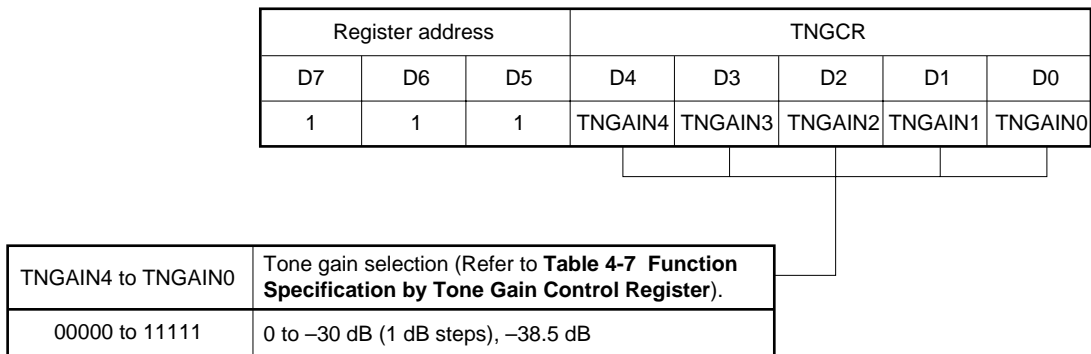 Register address TNGCR
D7 D6 D5 D4 D3 D2 D1 D0
1 1 1 TNGAIN4 TNGAIN3 TNGAIN2 TNGAIN1 TNGAIN0
TNGAIN4 to TNGAIN0 Tone gain selection (Refer to Table 4-7 Function
Specification by Tone Gain Control Register).
00000 to 11111 0 to –30 dB (1 dB steps), –38.5 dB